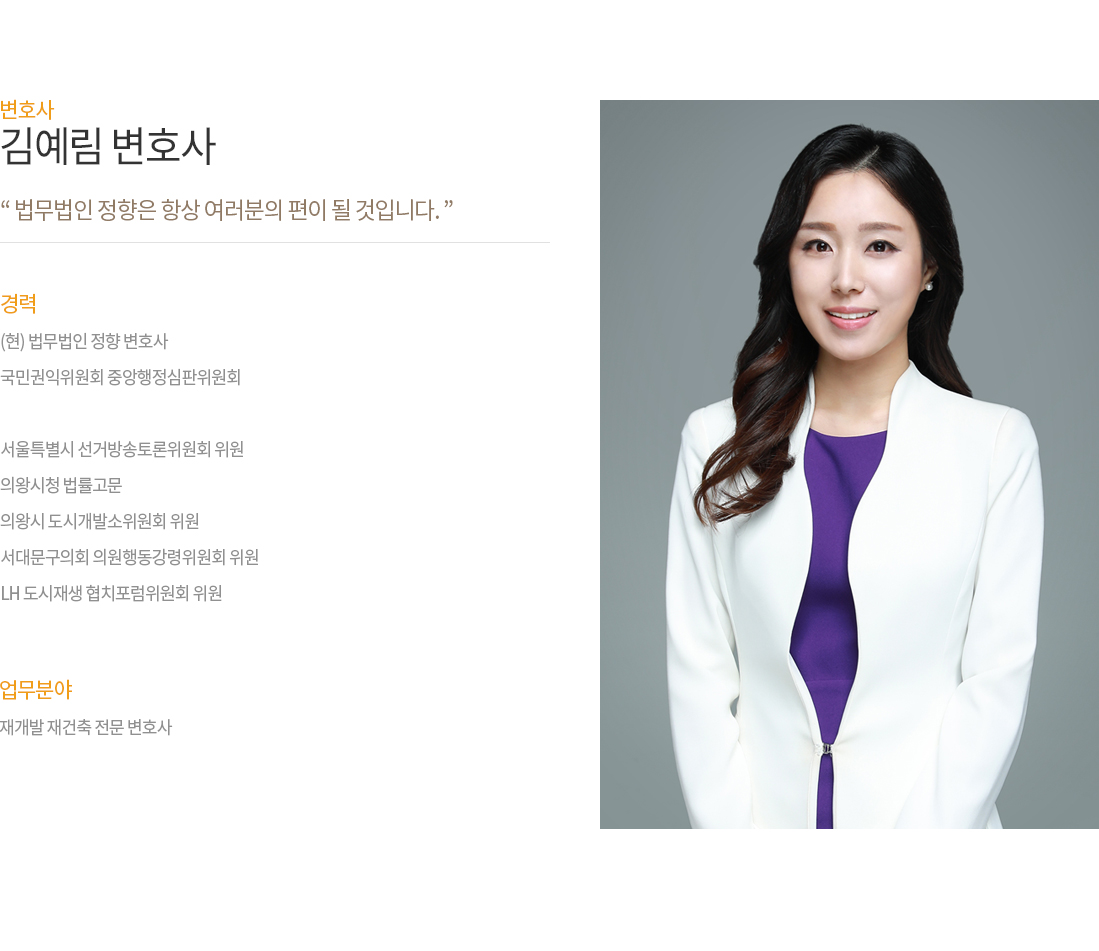 변호사
김예림 변호사
“ 법무법인 정향은 항상 여러분의 편이 될 것입니다. ”
경력
(현) 법무법인 정향 변호사
국민권익위원회 중앙행정심판위원회
서울특별시 선거방송토론위원회 위원
의왕시청 법률고문
의왕시 도시개발소위원회 위원
서대문구의회 의원행동강령위원회 위원
LH 도시재생 협치포럼위원회 위원
업무분야
재개발 재건축 전문 변호사